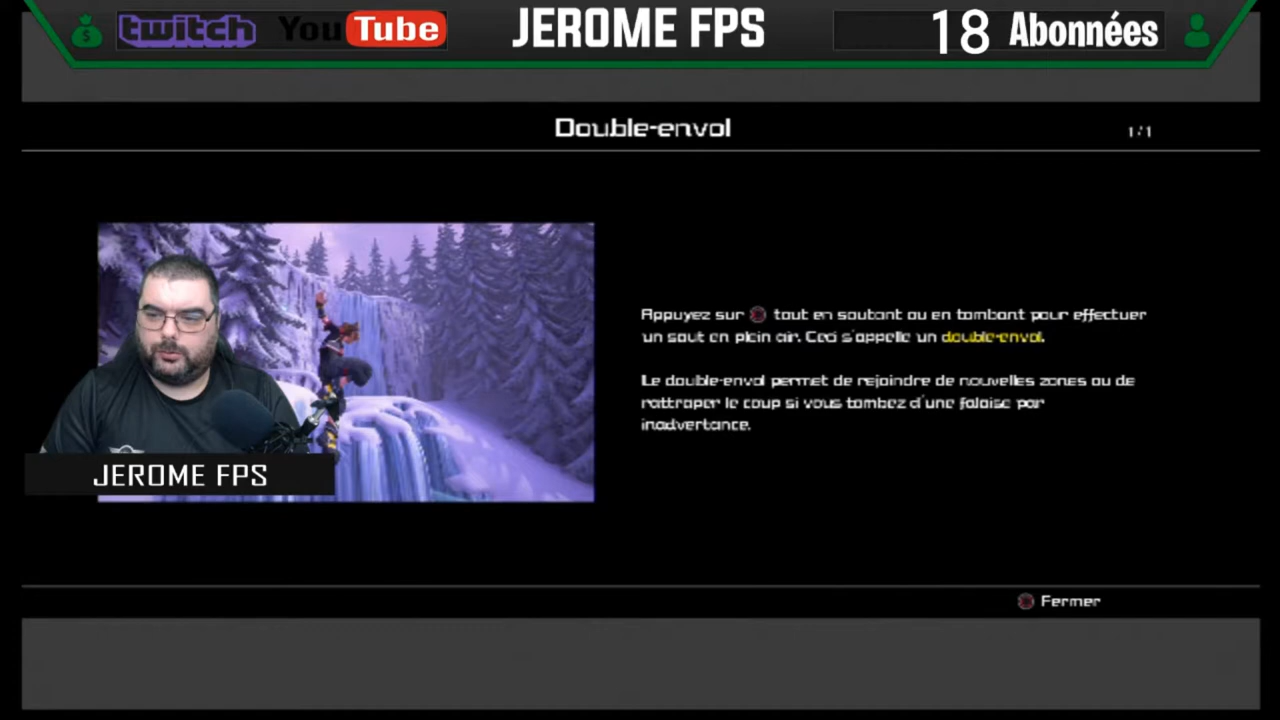 twitch YouTube JEROME FPS 18 Abonnées
Double-envol 1/1
Appuyez sur tout en sautant ou en tombant pour effectuer
un saut en plein air. Ceci s'appelle un double-envol.
Le double-envol permet de rejoindre de nouvelles zones ou de
rattraper le coup si vous tombez d'une falaise par
inadvertance.
JEROME FPS
Fermer